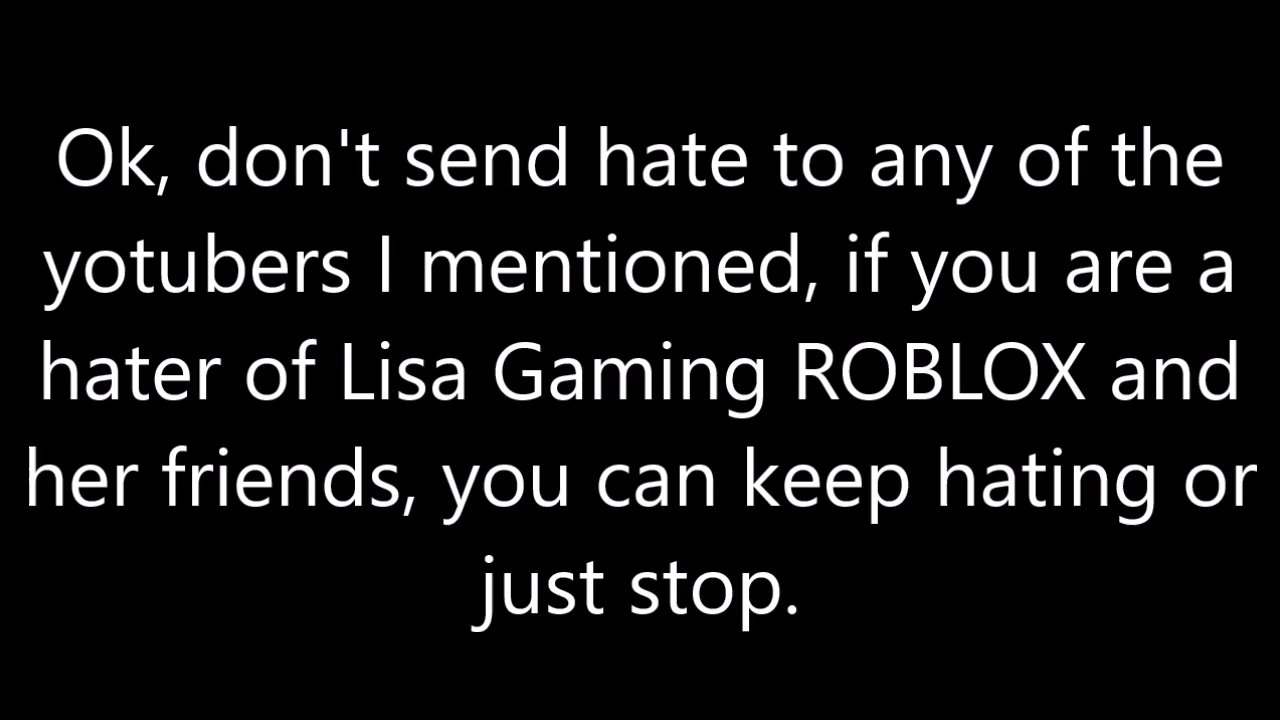 Ok, don't send hate to any of the
yotubers I mentioned, if you are a
hater of Lisa Gaming ROBLOX and
her friends, you can keep hating or
just stop.